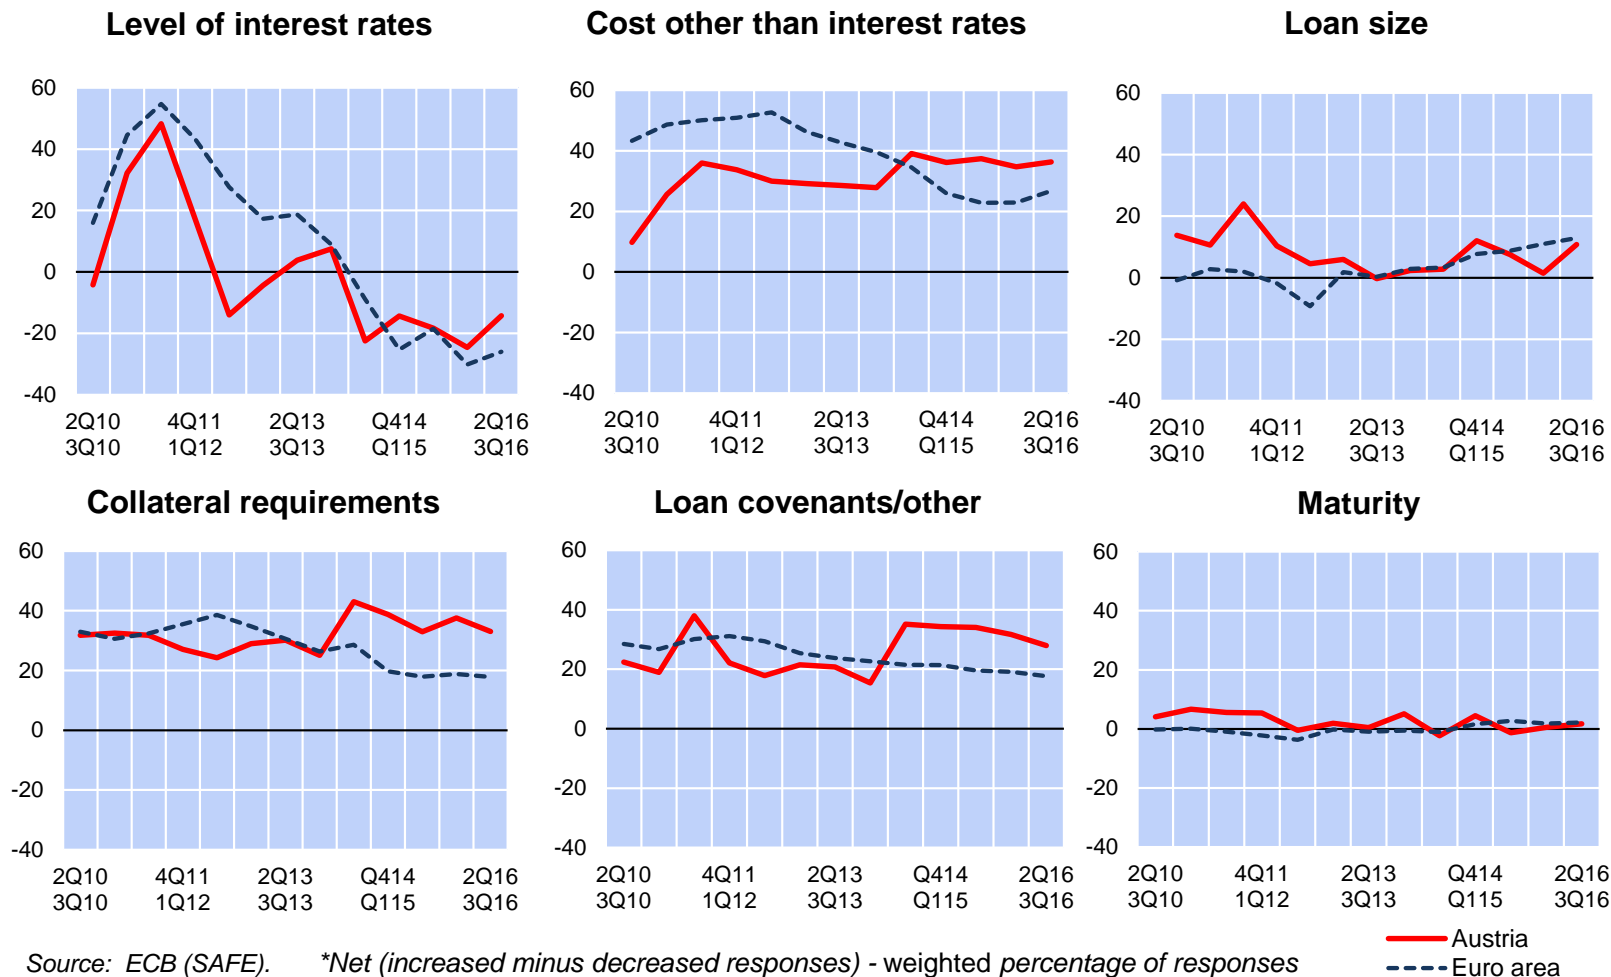 Level of interest rates
60
40
20
0
-20
-40
2Q10 4Q11 2Q13 Q414 2Q16
3Q10 1Q12 3Q13 Q115 3Q16
Cost other than interest rates
60
40
20
0
-20
-40
2Q10 4Q11 2Q13 Q414 2Q16
3Q10 1Q12 3Q13 Q115 3Q16
Loan size
60
40
20
0
-20
-40
2Q10 4Q11 2Q13 Q414 2Q16
3Q10 1Q12 3Q13 Q115 3Q16
Collateral requirements
60
40
20
0
-20
-40
2Q10 4Q11 2Q13 Q414 2Q16
3Q10 1Q12 3Q13 Q115 3Q16
Loan covenants/other
60
40
20
0
-20
-40
2Q10 4Q11 2Q13 Q414 2Q16
3Q10 1Q12 3Q13 Q115 3Q16
Maturity
60
40
20
0
-20
-40
2Q10 4Q11 2Q13 Q414 2Q16
3Q10 1Q12 3Q13 Q115 3Q16
Austria
Euro area
Source: ECB (SAFE). *Net (increased minus decreased responses) - weighted percentage of responses